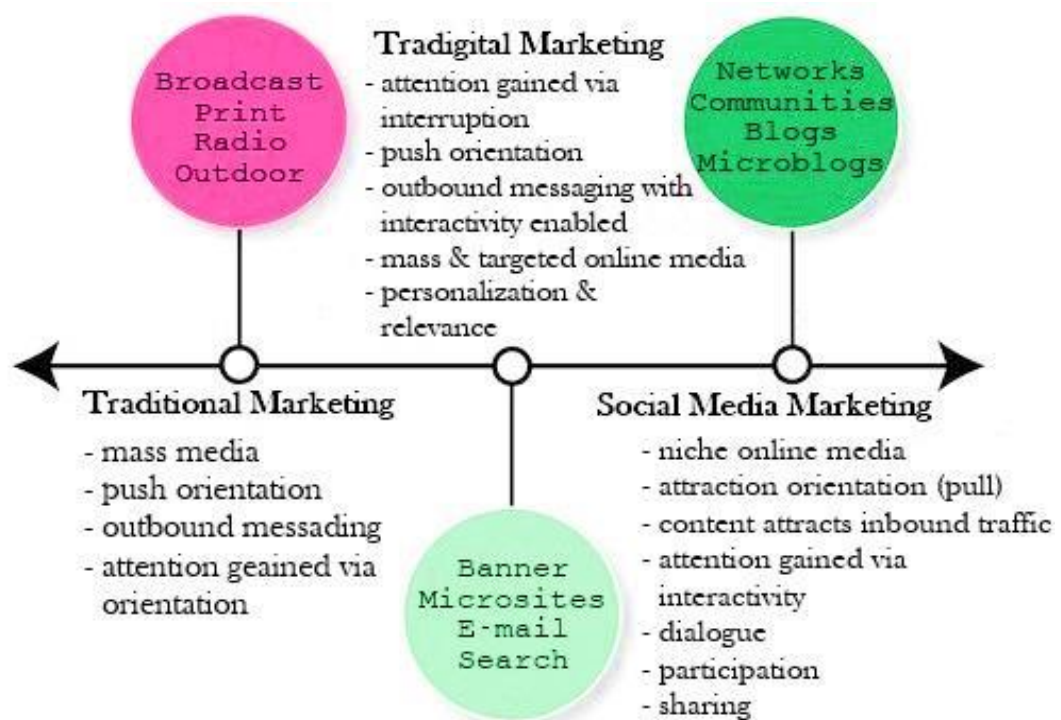 Broadcast
Print
Radio
Outdoor
Tradigital Marketing
- attention gained via
interruption
- push orientation
- outbound messaging with
interactivity enabled
- mass & targeted online media
- personalization &
relevance
Networks
Communities
Blogs
Microblogs
Traditional Marketing
- mass media
- push orientation
- outbound messading
- attention geained via
orientation
Banner
Microsites
E-mail
Search
Social Media Marketing
- niche online media
- attraction orientation (pull)
- content attracts inbound traffic
- attention gained via
interactivity
- dialogue
- participation
- sharing